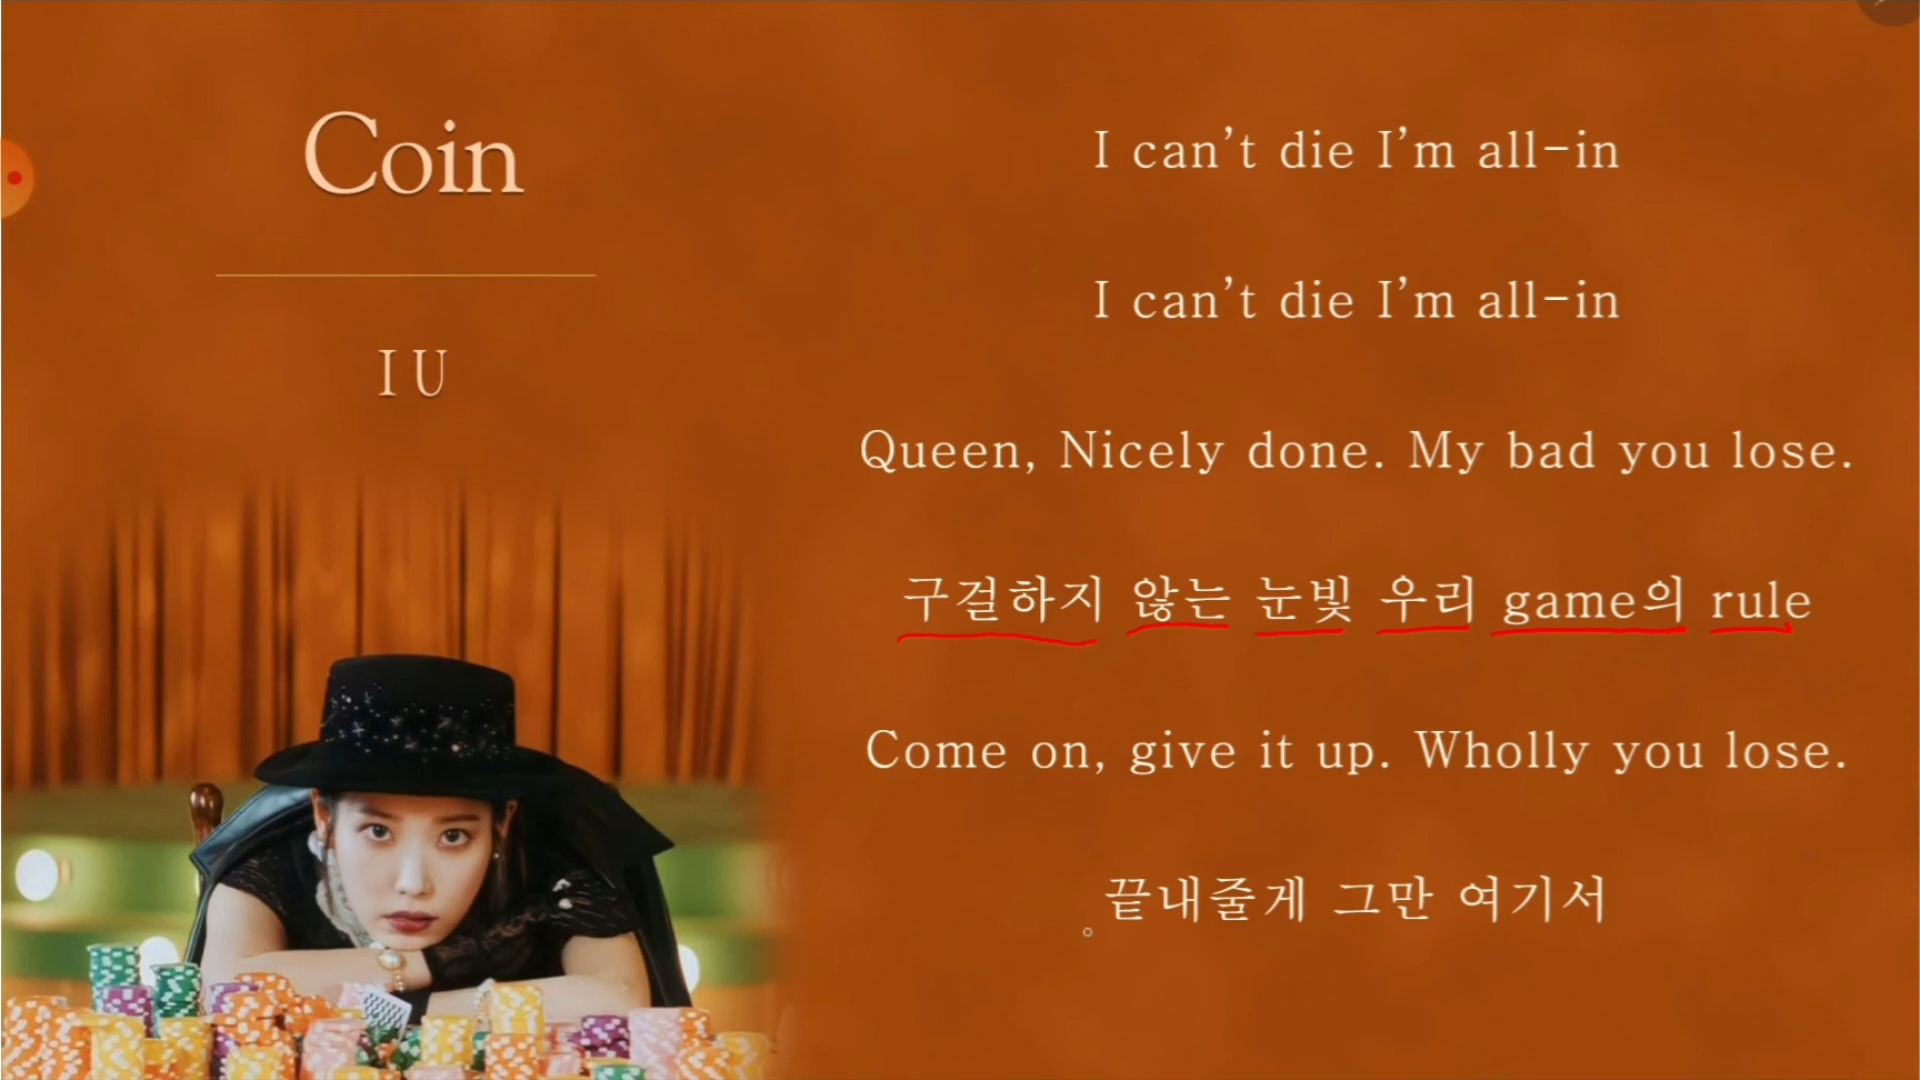 Coin
IU
I can't die I'm all-in
I can't die I'm all-in
Queen, Nicely done. My bad you lose.
구걸하지 않는 눈빛 우리 game의 rule
Come on, give it up. Wholly you lose.
끝내줄게 그만 여기서